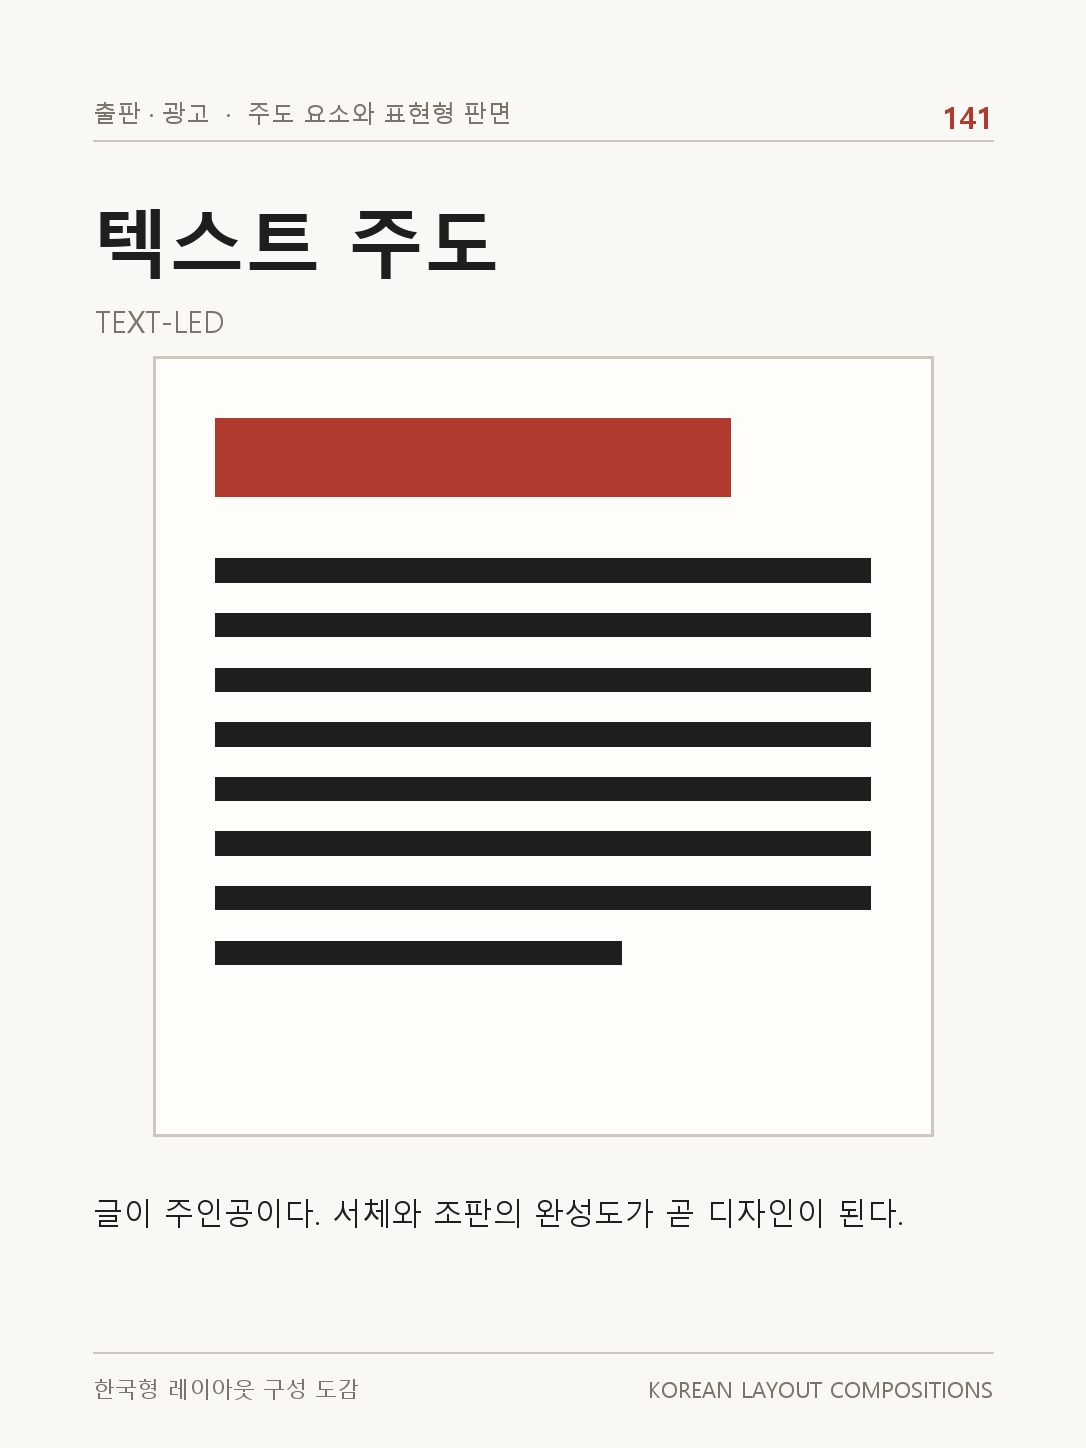 출판 · 광고 · 주도 요소와 표현형 판면
141
텍스트 주도
TEXT-LED
글이 주인공이다. 서체와 조판의 완성도가 곧 디자인이 된다.
한국형 레이아웃 구성 도감
KOREAN LAYOUT COMPOSITIONS